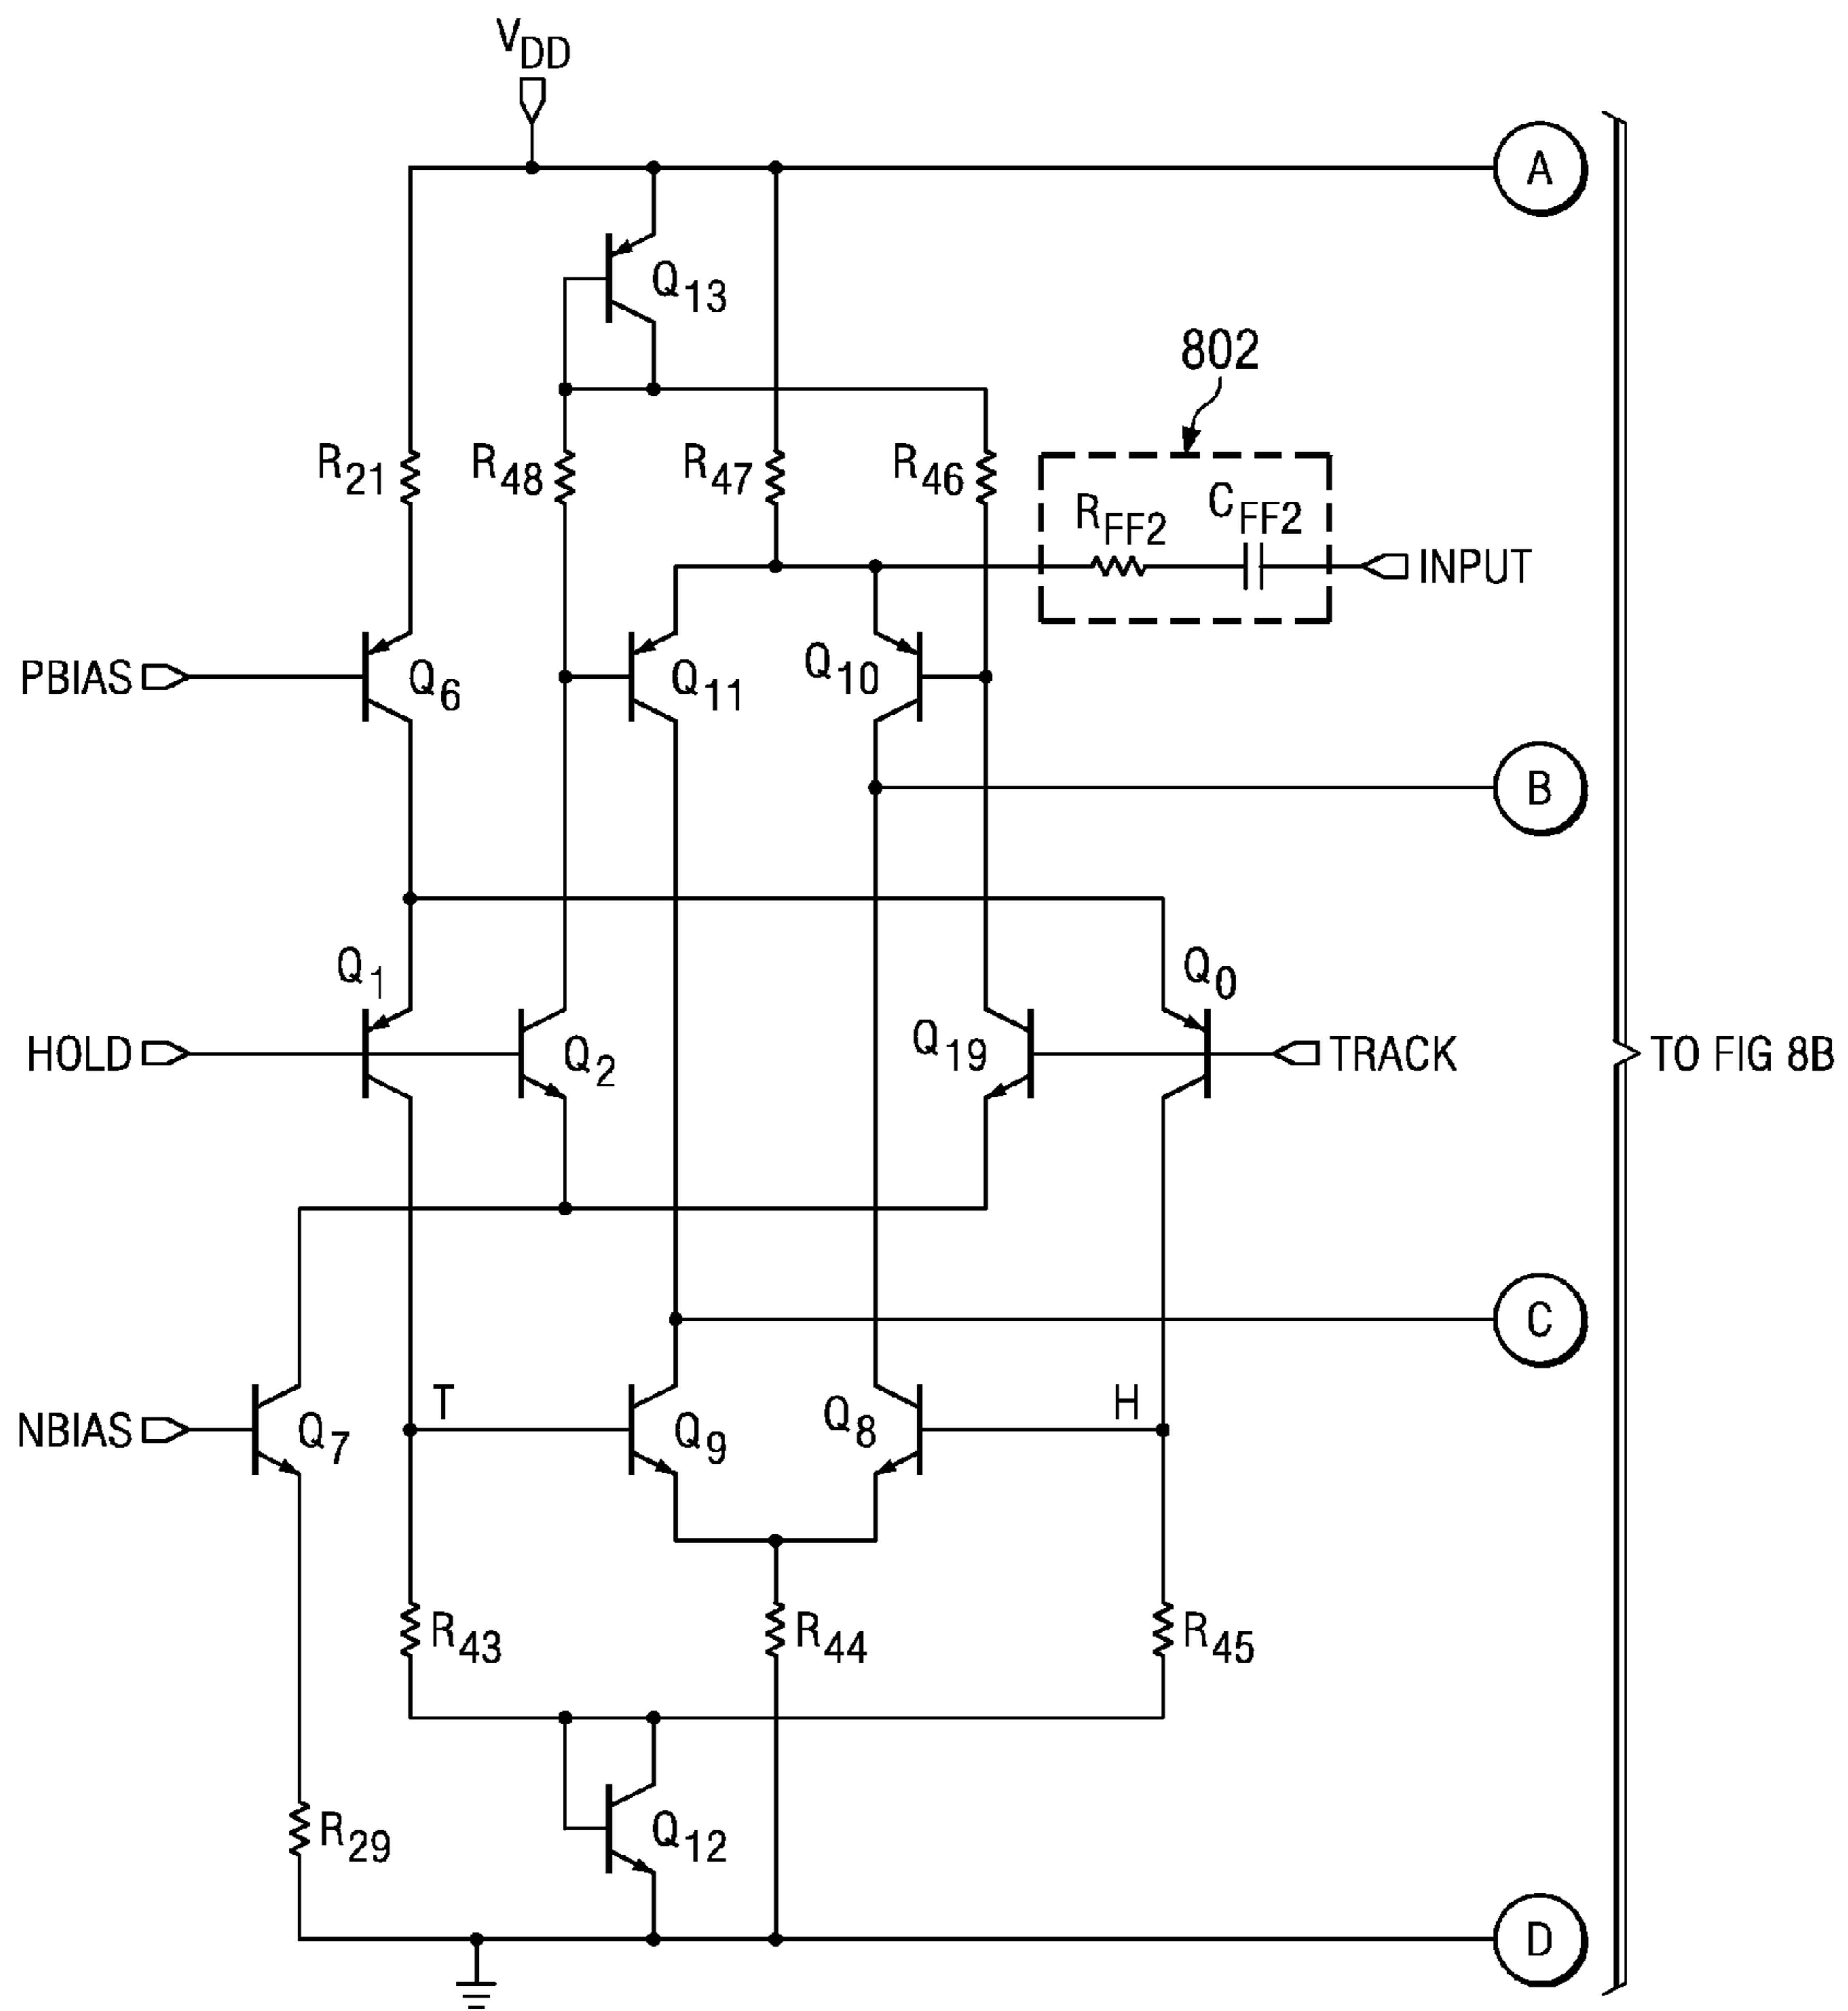 VDD
A
Q13
802
R21
R48
R47
R46
RFF2
CFF2
INPUT
PBIAS
Q6
Q11
Q10
B
Q1
Q0
HOLD
Q2
Q19
TRACK
TO FIG 8B
C
T
H
NBIAS
Q7
Q9
Q8
R43
R44
R45
R29
Q12
D